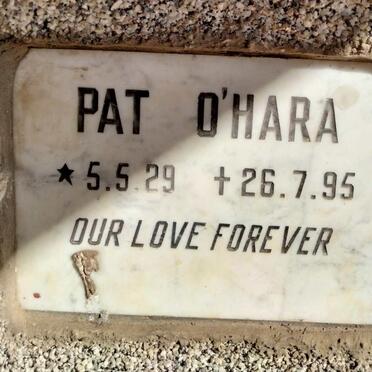 PAT O'HARA
★ 5.5.29 ✝ 26.7.95
OUR LOVE FOREVER